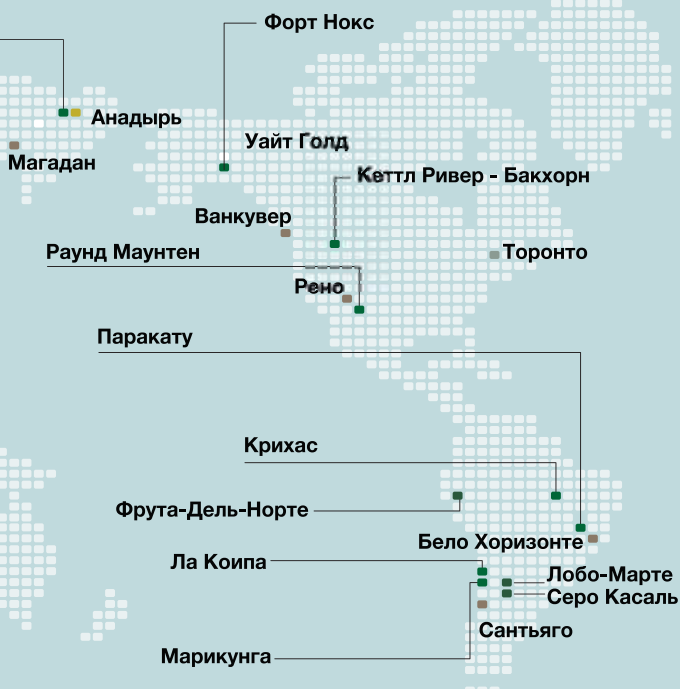 Форт Нокс
Анадырь
Уайт Голд
Магадан
Кеттл Ривер - Бакхорн
Ванкувер
Раунд Маунтен
Торонто
Рено
Паракату
Крихас
Фрута-Дель-Норте
Бело Хоризонте
Ла Коипа
Лобо-Марте
Серо Касаль
Сантьяго
Марикунга